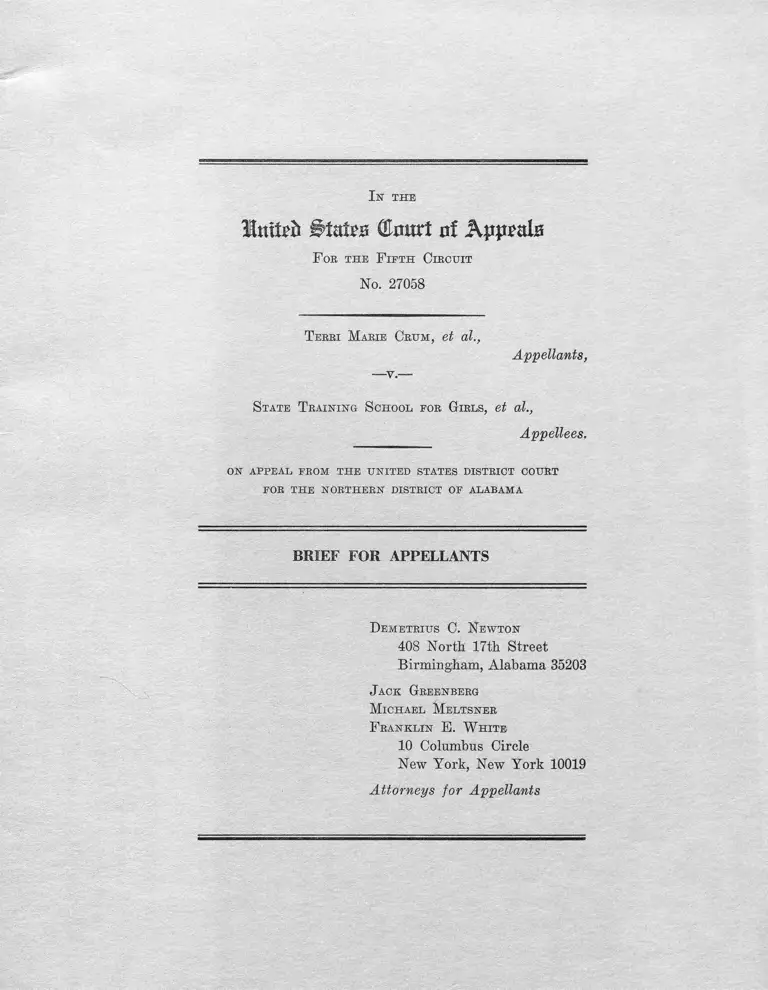 IN THE
United States Court of Appeals
FOR THE FIFTH CIRCUIT
No. 27058
TERRI MARIE CRUM, et al.,
Appellants,
—v.—
STATE TRAINING SCHOOL FOR GIRLS, et al.,
Appellees.
ON APPEAL FROM THE UNITED STATES DISTRICT COURT
FOR THE NORTHERN DISTRICT OF ALABAMA
BRIEF FOR APPELLANTS
DEMETRIUS C. NEWTON
408 North 17th Street
Birmingham, Alabama 35203
JACK GREENBERG
MICHAEL MELTSNER
FRANKLIN E. WHITE
10 Columbus Circle
New York, New York 10019
Attorneys for Appellants